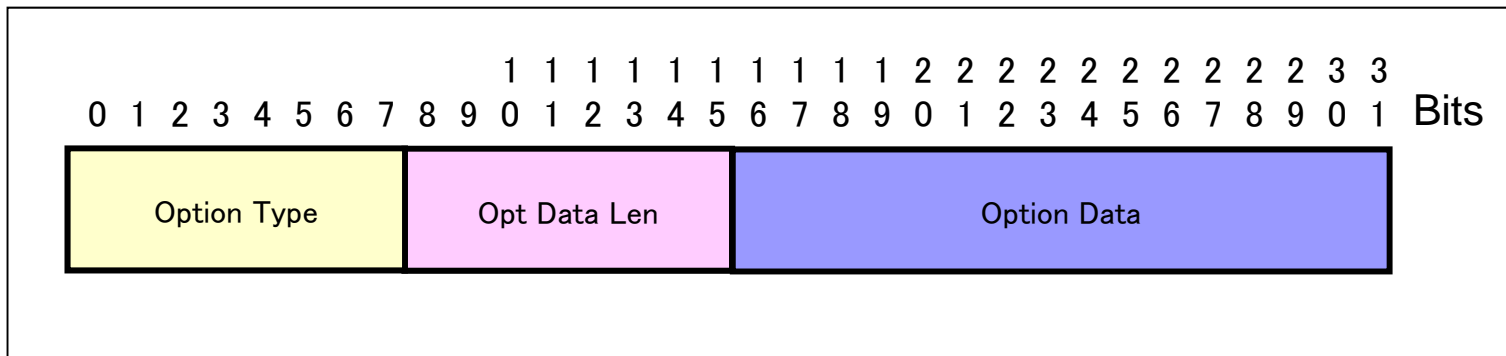 1 1 1 1 1 1 1 1 1 1 2 2 2 2 2 2 2 2 2 2 3 3
0 1 2 3 4 5 6 7 8 9 0 1 2 3 4 5 6 7 8 9 0 1 2 3 4 5 6 7 8 9 0 1 Bits
Option Type Opt Data Len Option Data